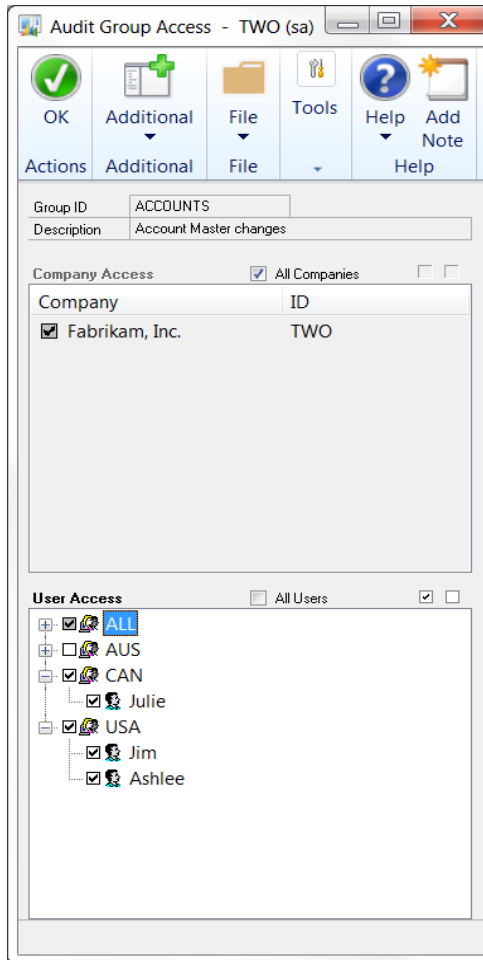 Audit Group Access - TWO (sa)
OK Additional File Tools Help Add Note
Actions Additional File Help
Group ID ACCOUNTS
Description Account Master changes
Company Access All Companies
Company ID
Fabrikam, Inc. TWO
User Access All Users
ALL
AUS
CAN
Julie
USA
Jim
Ashlee